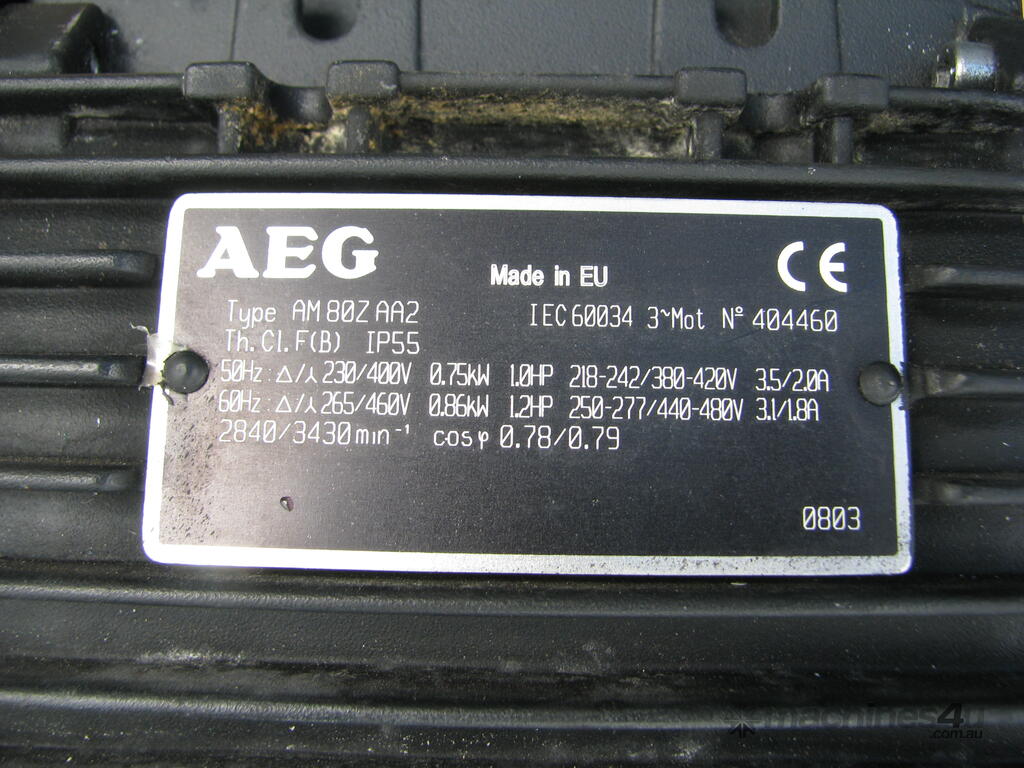 AEG
Made in EU
CE
Type AM 80Z AA2 IEC 60034 3~Mot Nº 404460
Th. Cl. F(B) IP55
50Hz: Δ/⅄ 230/400V 0.75kW 1.0HP 218-242/380-420V 3.5/2.0A
60Hz: Δ/⅄ 265/460V 0.86kW 1.2HP 250-277/440-480V 3.1/1.8A
2840/3430 min⁻¹ cosφ 0.78/0.79
0803
machines4u
.com.au